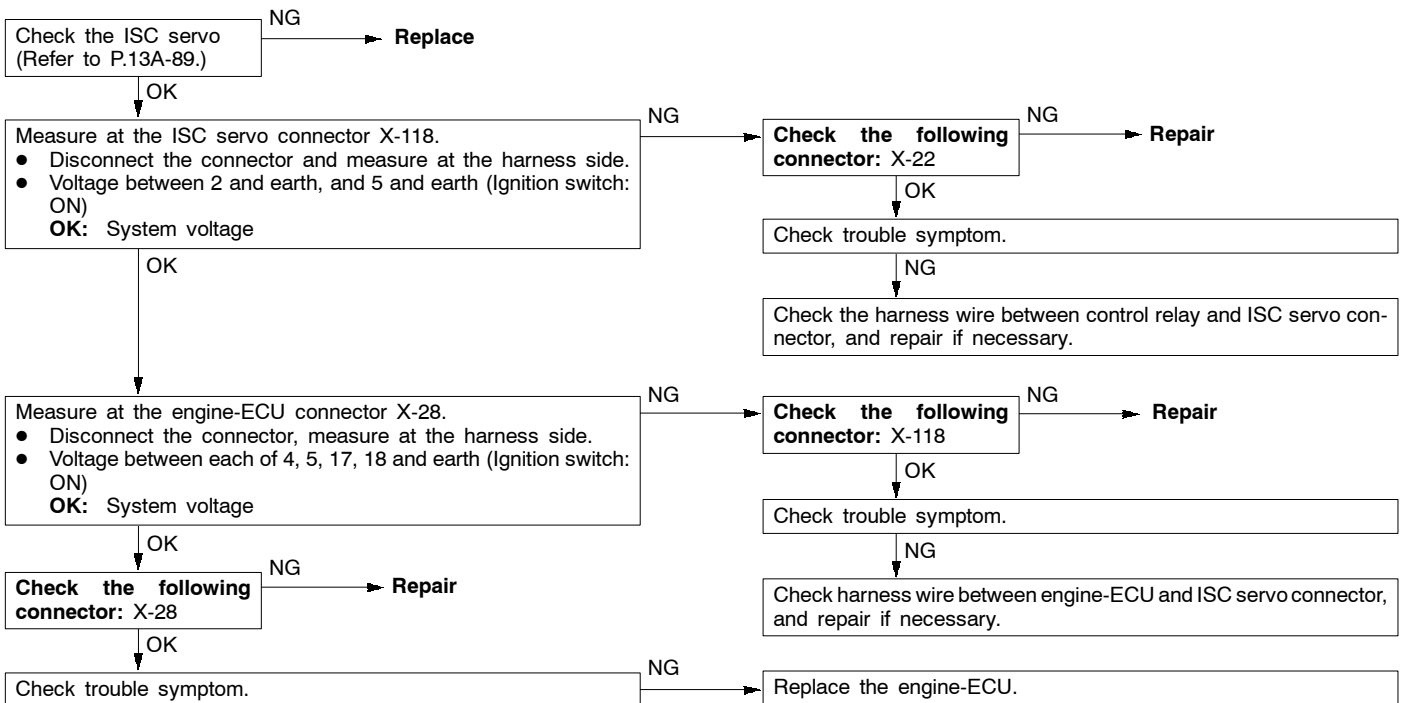 Check the ISC servo
(Refer to P.13A-89.)
NG
Replace
OK
Measure at the ISC servo connector X-118.
● Disconnect the connector and measure at the harness side.
● Voltage between 2 and earth, and 5 and earth (Ignition switch:
ON)
OK: System voltage
NG
Check the following
connector: X-22
NG
Repair
OK
Check trouble symptom.
NG
Check the harness wire between control relay and ISC servo con-
nector, and repair if necessary.
OK
Measure at the engine-ECU connector X-28.
● Disconnect the connector, measure at the harness side.
● Voltage between each of 4, 5, 17, 18 and earth (Ignition switch:
ON)
OK: System voltage
NG
Check the following
connector: X-118
NG
Repair
OK
Check trouble symptom.
NG
Check harness wire between engine-ECU and ISC servo connector,
and repair if necessary.
OK
Check the following
connector: X-28
NG
Repair
OK
Check trouble symptom.
NG
Replace the engine-ECU.